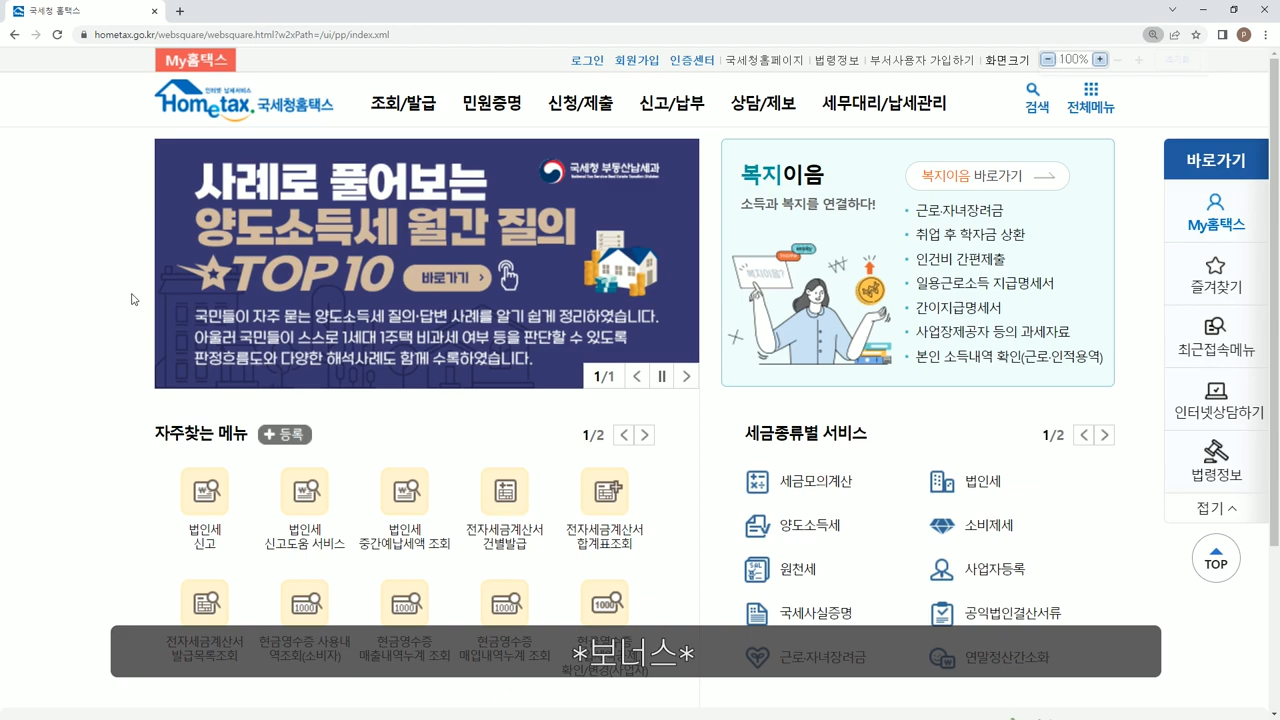 국세청 홈택스
hometax.go.kr/websquare/websquare.html?w2xPath=/ui/pp/index.xml
P
My홈택스
로그인 회원가입 인증센터 국세청홈페이지 법령정보 부서사용자 가입하기 화면크기 100%
인터넷 납세서비스
Hometax. 국세청홈택스
조회/발급 민원증명 신청/제출 신고/납부 상담/제보 세무대리/납세관리
검색 전체메뉴
국세청 부동산납세과
사례로 풀어보는
양도소득세 월간 질의
TOP 10 바로가기
국민들이 자주 묻는 양도소득세 질의·답변 사례를 알기 쉽게 정리하였습니다.
아울러 국민들이 스스로 1세대 1주택 비과세 여부 등을 판단할 수 있도록
판정흐름도와 다양한 해석사례도 함께 수록하였습니다.
1/1
복지이음
복지이음 바로가기
소득과 복지를 연결하다!
복지이음?
· 근로·자녀장려금
· 취업 후 학자금 상환
· 인건비 간편제출
· 일용근로소득 지급명세서
· 간이지급명세서
· 사업장제공자 등의 과세자료
· 본인 소득내역 확인(근로·인적용역)
바로가기
My홈택스
즐겨찾기
최근접속메뉴
인터넷상담하기
법령정보
접기
TOP
자주찾는 메뉴 등록 1/2
법인세
신고
법인세
신고도움 서비스
법인세
중간예납세액 조회
전자세금계산서
건별발급
전자세금계산서
합계표조회
전자세금계산서
발급목록조회
현금영수증 사용내
역조회(소비자)
현금영수증
매출내역누계 조회
현금영수증
매입내역누계 조회
확인/변경(사업자)
세금종류별 서비스 1/2
세금모의계산 법인세
양도소득세 소비제세
원천세 사업자등록
국세사실증명 공익법인결산서류
근로·자녀장려금 연말정산간소화
*보너스*